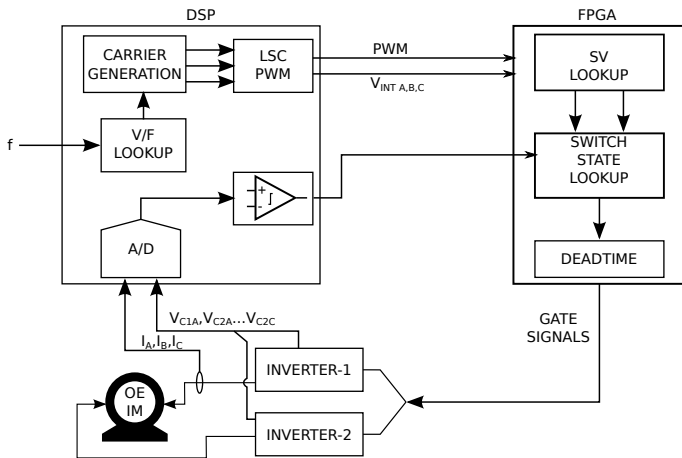 DSP
FPGA
CARRIER
GENERATION
LSC
PWM
PWM
V_INT A,B,C
SV
LOOKUP
f
V/F
LOOKUP
SWITCH
STATE
LOOKUP
+
-
A/D
DEADTIME
V_C1A,V_C2A...V_C2C
I_A,I_B,I_C
GATE
SIGNALS
INVERTER-1
OE
IM
INVERTER-2